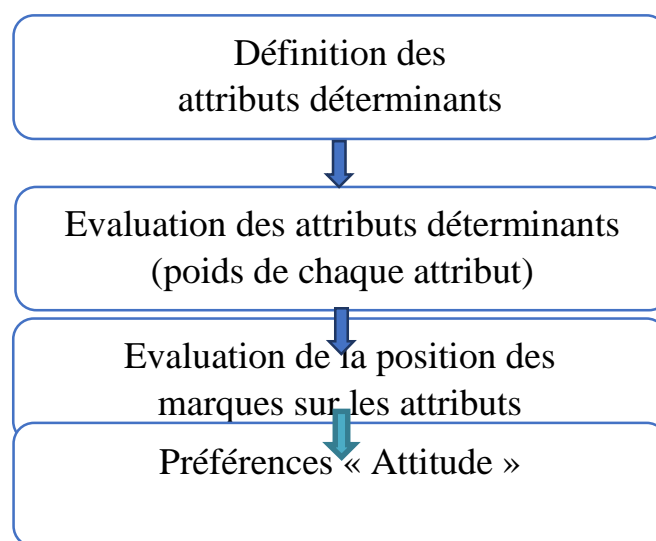 Définition des
attributs déterminants
Evaluation des attributs déterminants
(poids de chaque attribut)
Evaluation de la position des
marques sur les attributs
Préférences « Attitude »